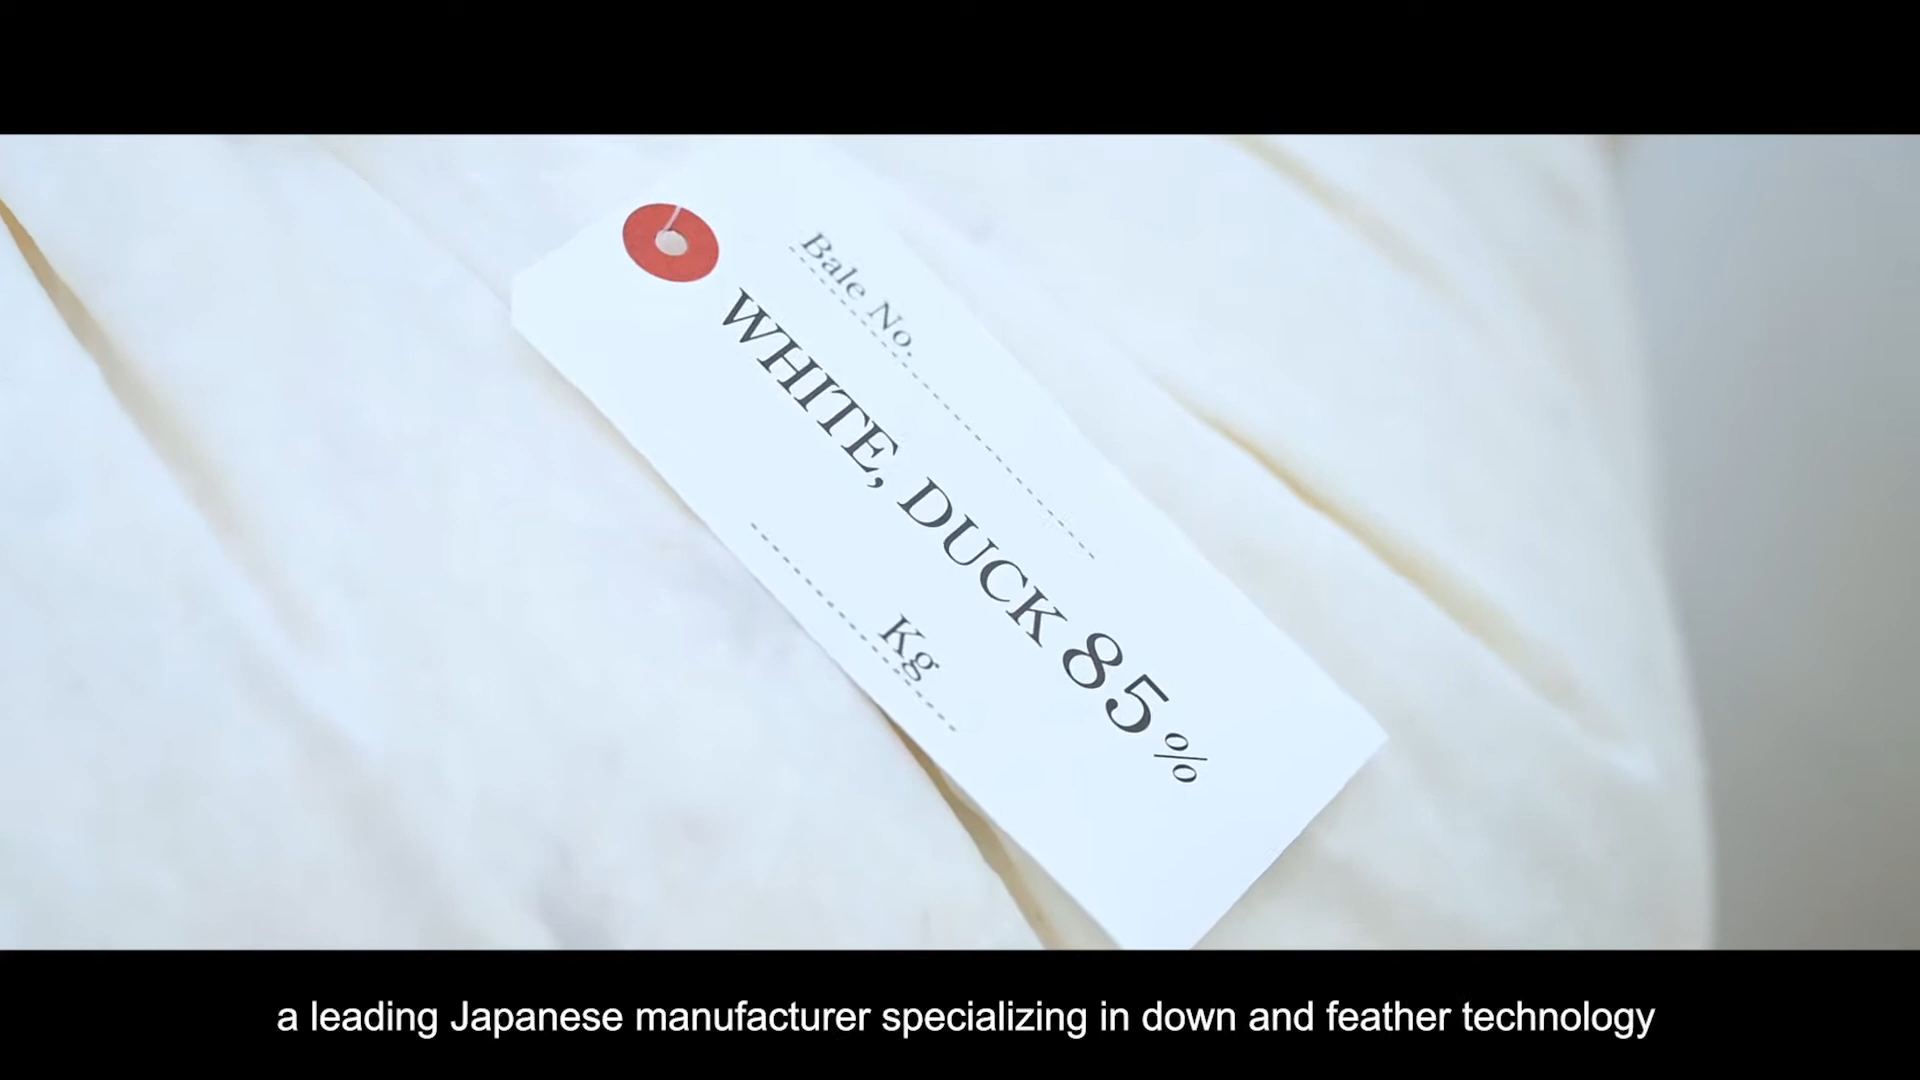 Bale No.
WHITE, DUCK 85%
Kg
a leading Japanese manufacturer specializing in down and feather technology